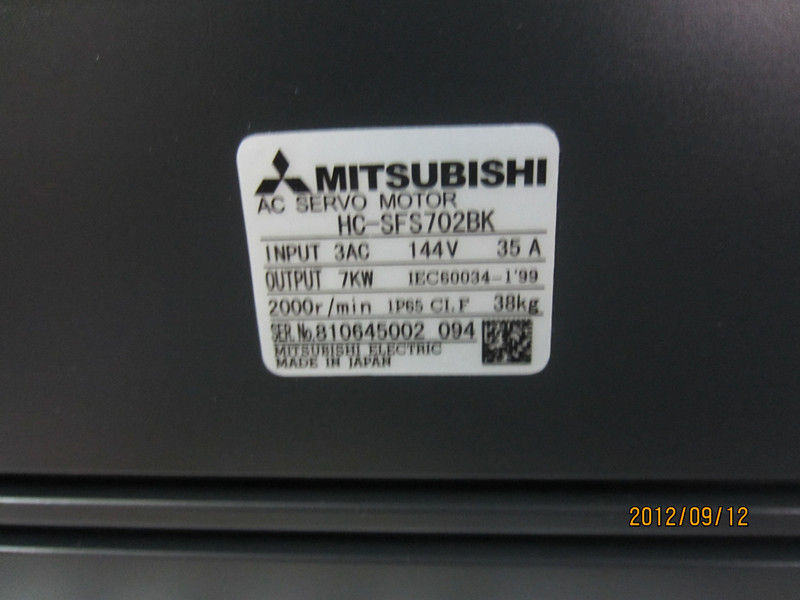 MITSUBISHI
AC SERVO MOTOR
HC-SFS702BK
INPUT 3AC 144V 35 A
OUTPUT 7KW IEC60034-1'99
2000r/min IP65 CI.F 38kg
SER.No.810645002 094
MITSUBISHI ELECTRIC
MADE IN JAPAN
2012/09/12